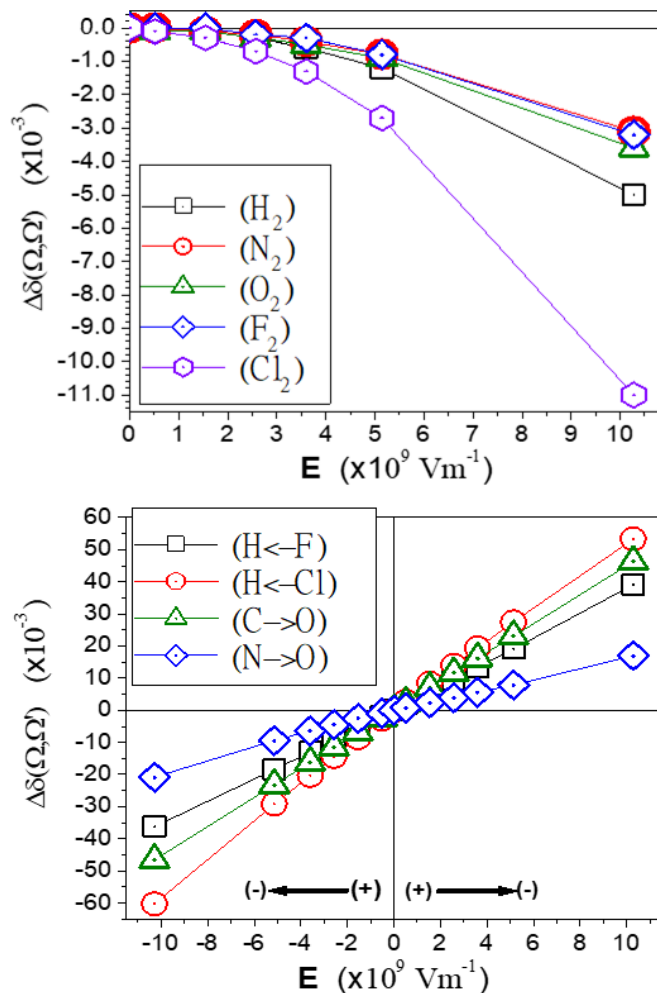 0.0
-1.0
-2.0
-3.0
-4.0
-5.0
-6.0
-7.0
-8.0
-9.0
-10.0
-11.0
Δδ(Ω,Ω') (x10⁻³)
(H₂)
(N₂)
(O₂)
(F₂)
(Cl₂)
0 1 2 3 4 5 6 7 8 9 10
E (x10⁹ Vm⁻¹)
60
50
40
30
20
10
0
-10
-20
-30
-40
-50
-60
Δδ(Ω,Ω') (x10⁻³)
(H<–F)
(H<–Cl)
(C–>O)
(N–>O)
(-) (+) (+) (-)
-10 -8 -6 -4 -2 0 2 4 6 8 10
E (x10⁹ Vm⁻¹)